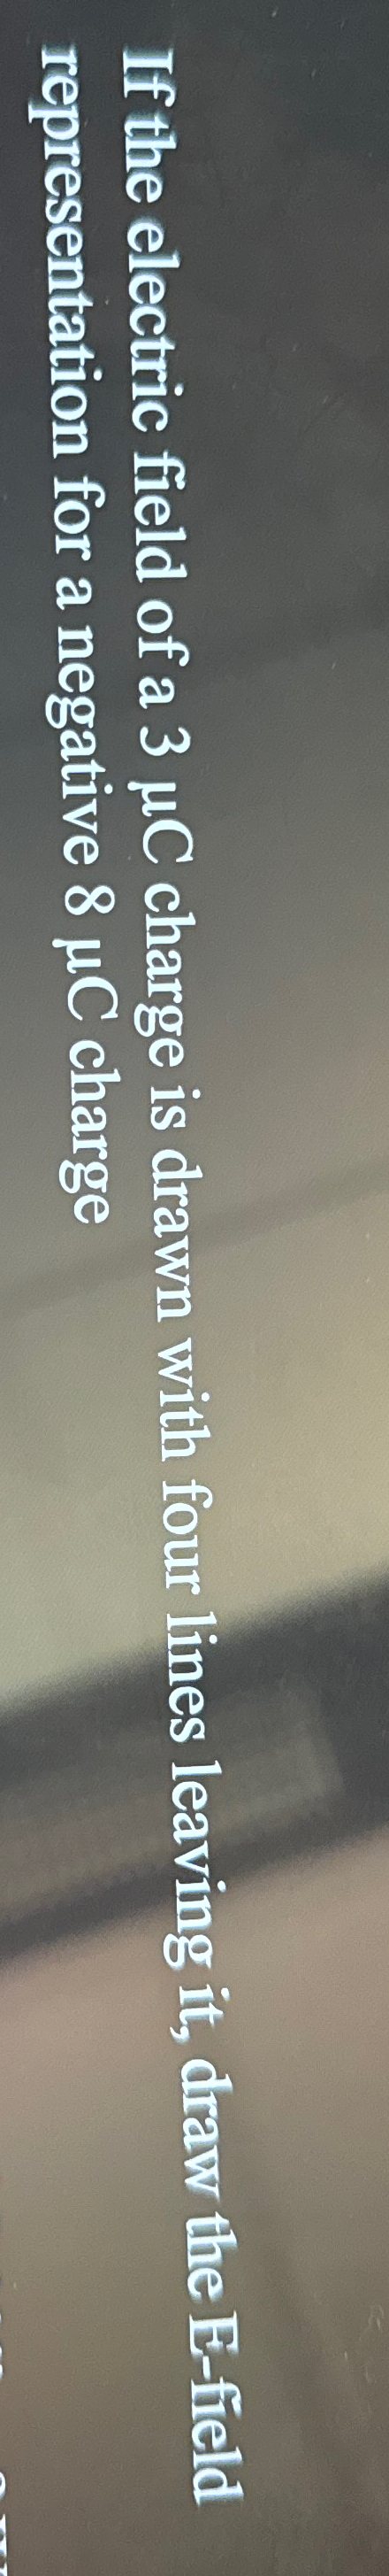 If the electric field of a 3 μC charge is drawn with four lines leaving it, draw the E-field
representation for a negative 8 μC charge